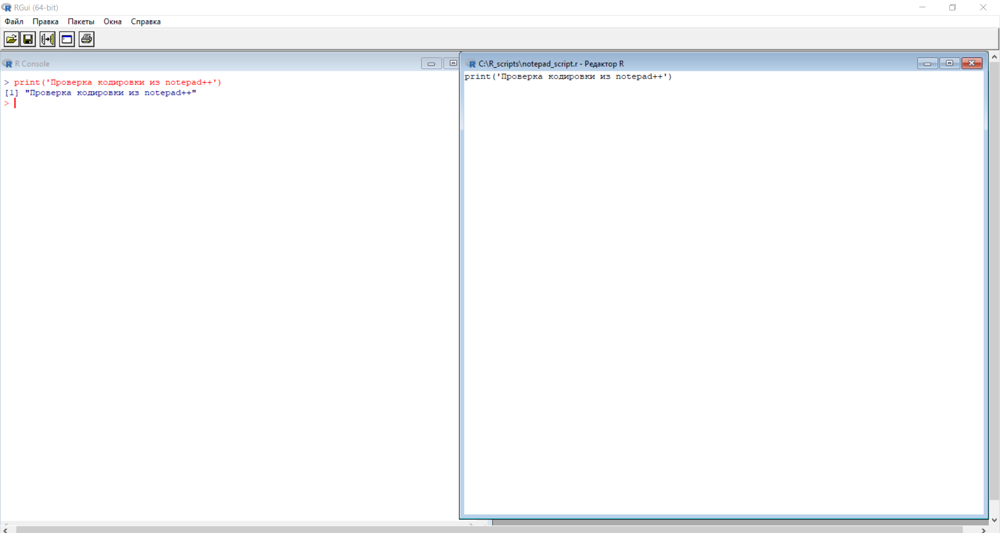 RGui (64-bit)
Файл Правка Пакеты Окна Справка
R Console
> print('Проверка кодировки из notepad++')
[1] "Проверка кодировки из notepad++"
>
C:\R_scripts\notepad_script.r - Редактор R
print('Проверка кодировки из notepad++')